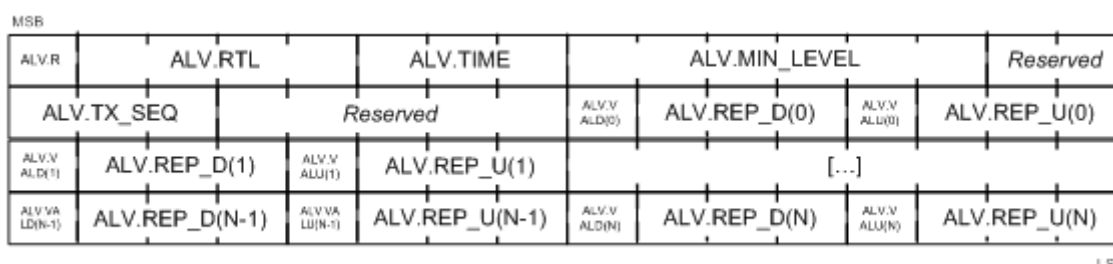 MSB
ALV.R ALV.RTL ALV.TIME ALV.MIN_LEVEL Reserved
ALV.TX_SEQ Reserved ALV.V ALD(0) ALV.REP_D(0) ALV.V ALU(0) ALV.REP_U(0)
ALV.V ALD(1) ALV.REP_D(1) ALV.V ALU(1) ALV.REP_U(1) [...]
ALV.VA LD(N-1) ALV.REP_D(N-1) ALV.VA LU(N-1) ALV.REP_U(N-1) ALV.V ALD(N) ALV.REP_D(N) ALV.V ALU(N) ALV.REP_U(N)